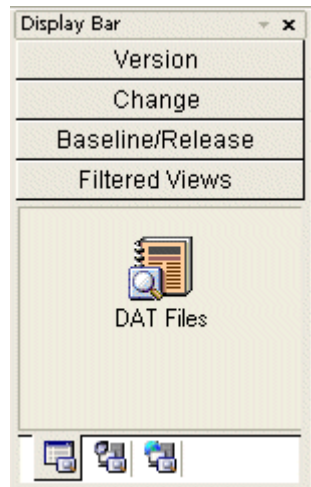 Display Bar
Version
Change
Baseline/Release
Filtered Views
DAT Files